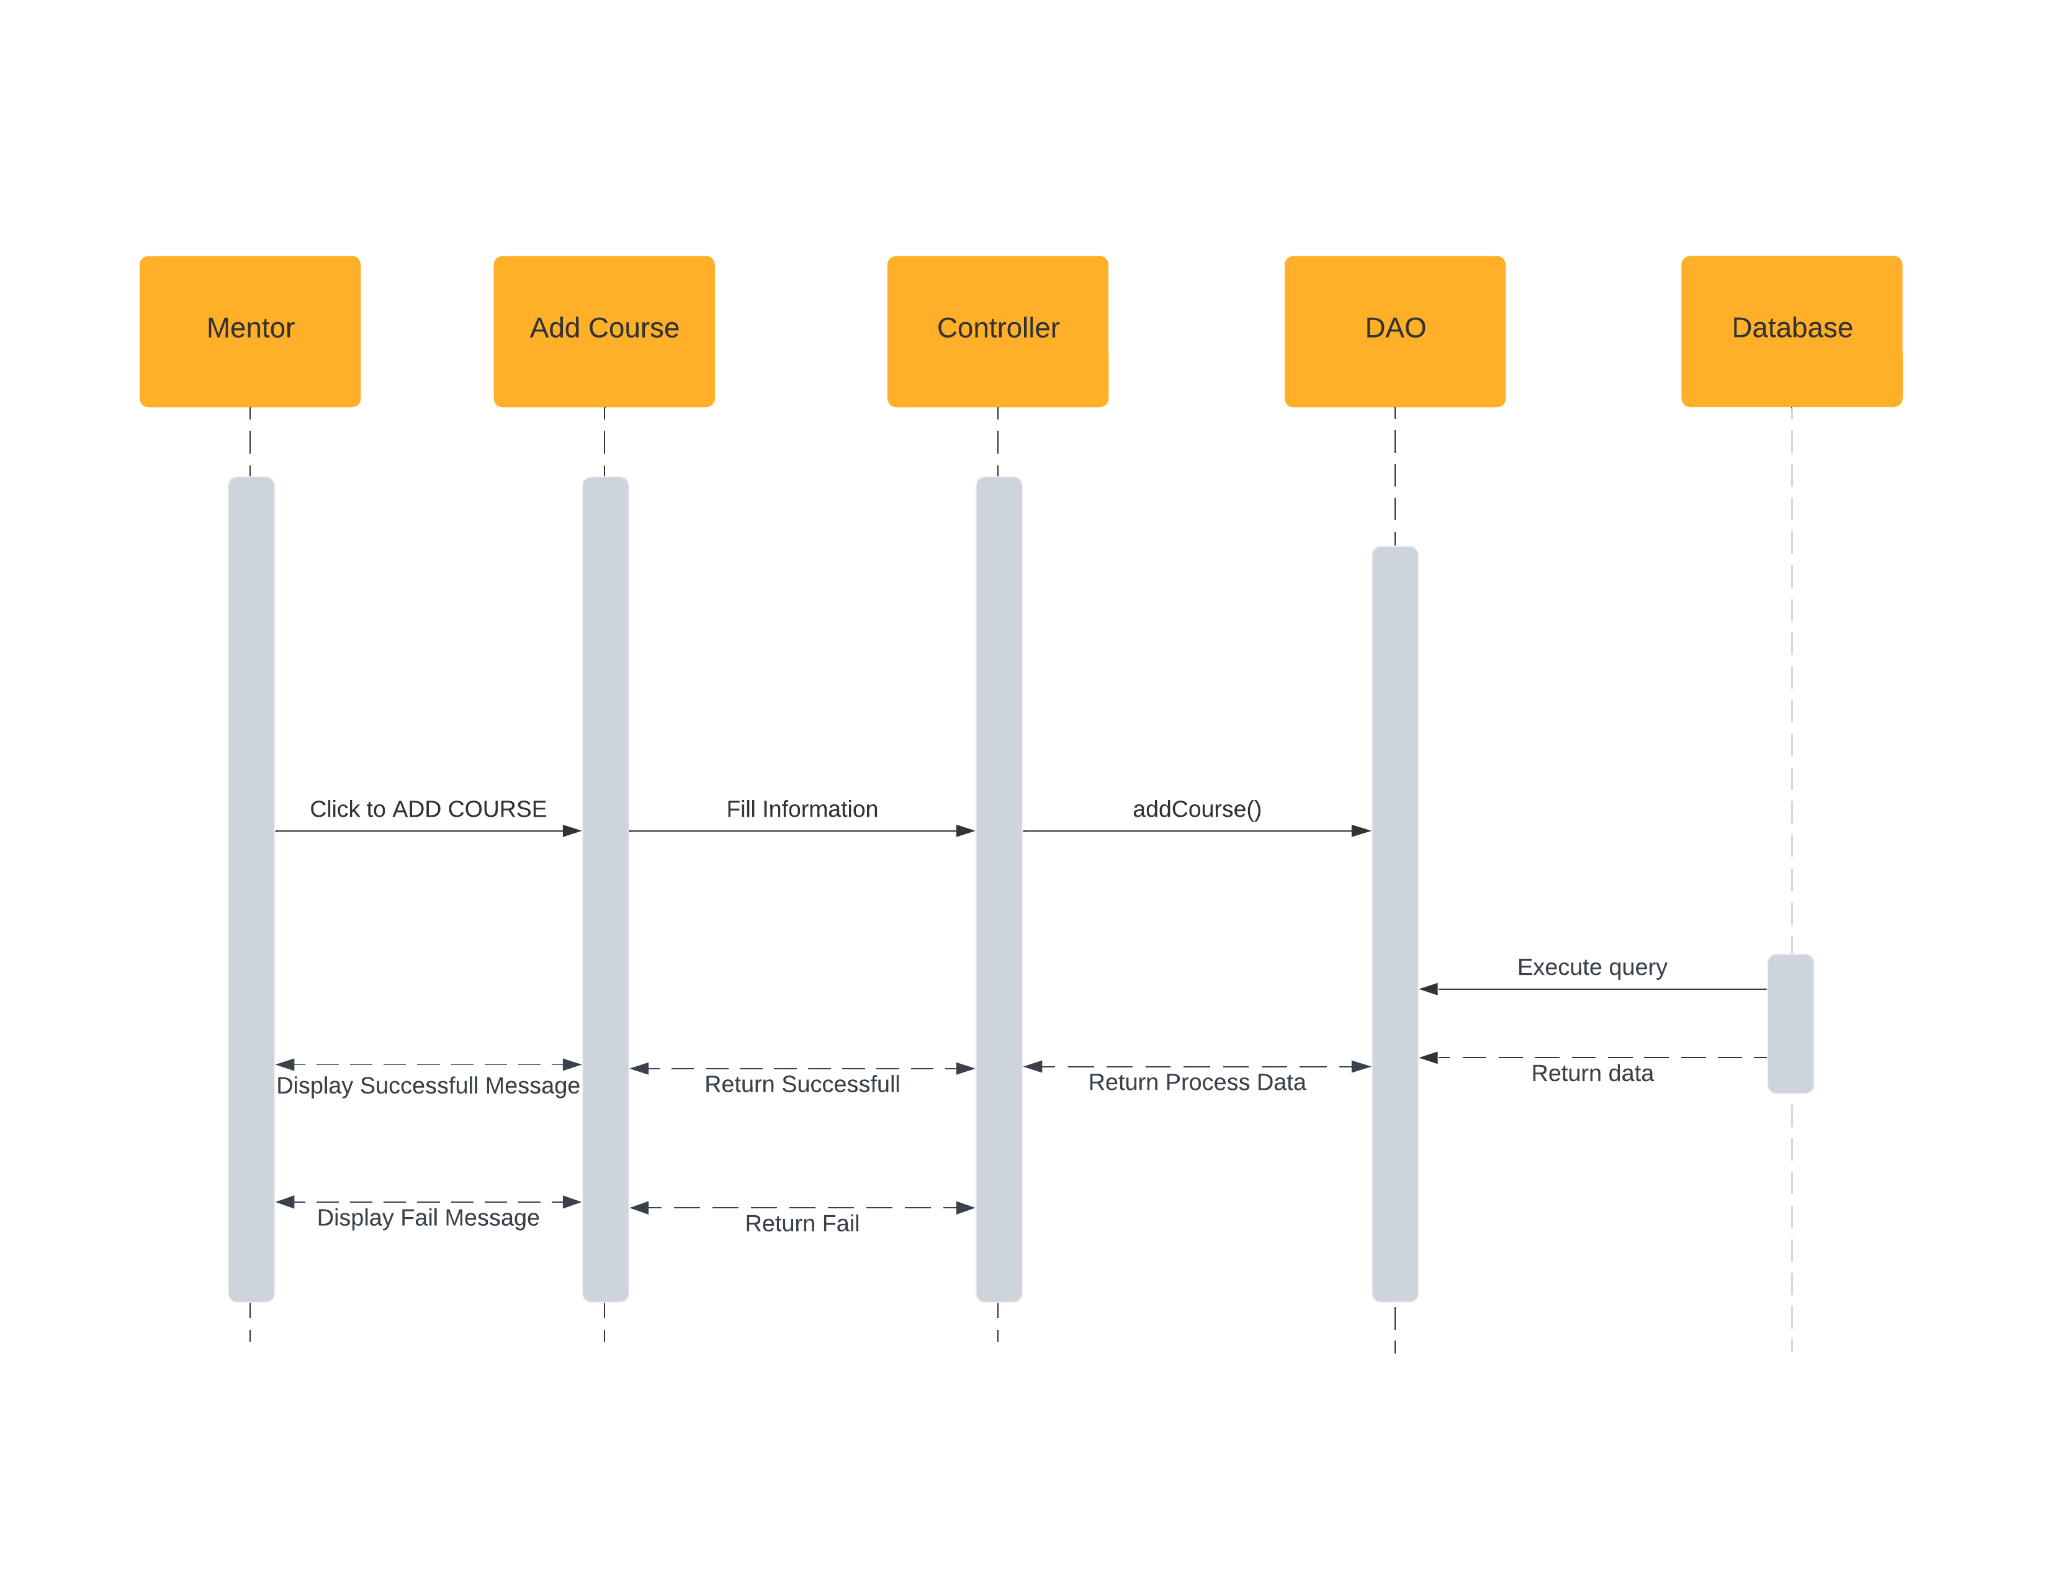 Mentor
Add Course
Controller
DAO
Database
Click to ADD COURSE
Fill Information
addCourse()
Execute query
Display Successfull Message
Return Successfull
Return Process Data
Return data
Display Fail Message
Return Fail